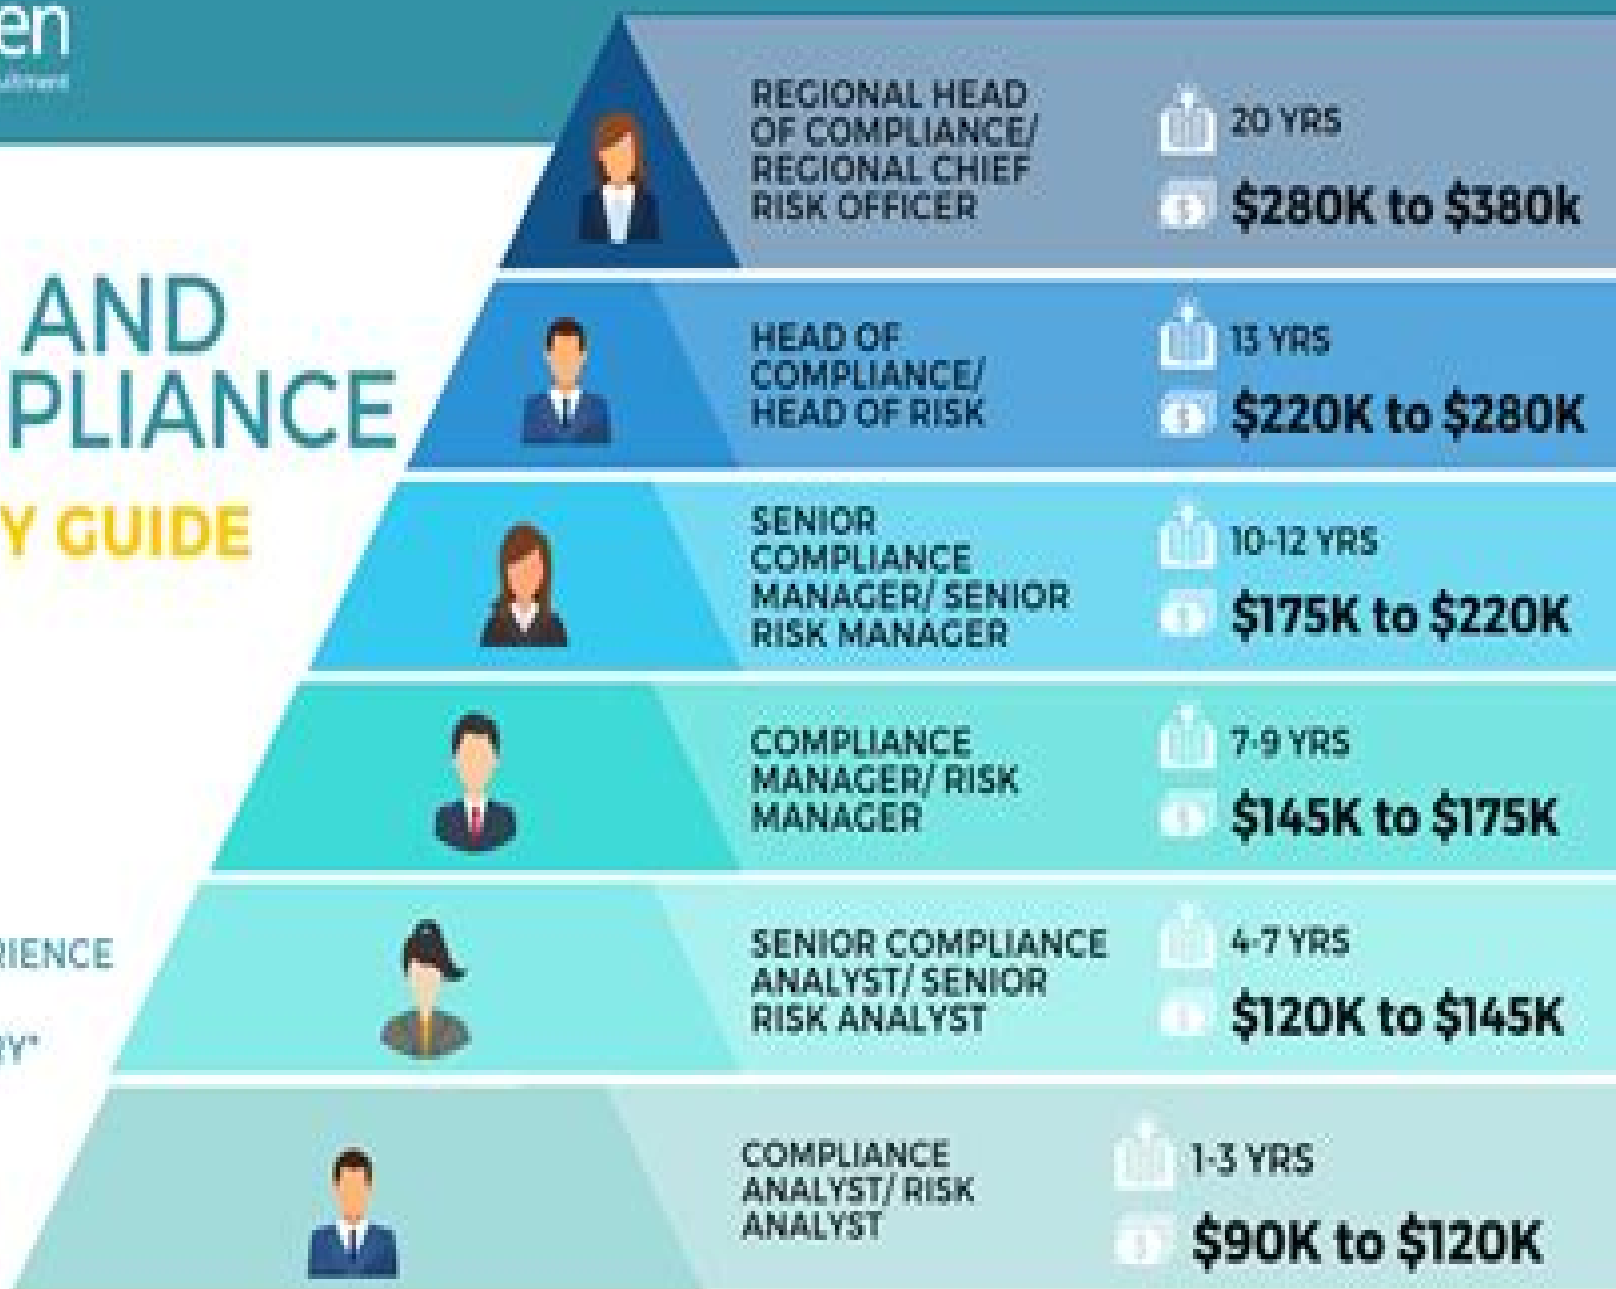 en
AND
PLIANCE
Y GUIDE
RIENCE
RY*
REGIONAL HEAD
OF COMPLIANCE/
REGIONAL CHIEF
RISK OFFICER
20 YRS
$280K to $380k
HEAD OF
COMPLIANCE/
HEAD OF RISK
13 YRS
$220K to $280K
SENIOR
COMPLIANCE
MANAGER/ SENIOR
RISK MANAGER
10-12 YRS
$175K to $220K
COMPLIANCE
MANAGER/ RISK
MANAGER
7-9 YRS
$145K to $175K
SENIOR COMPLIANCE
ANALYST/ SENIOR
RISK ANALYST
4-7 YRS
$120K to $145K
COMPLIANCE
ANALYST/ RISK
ANALYST
1-3 YRS
$90K to $120K